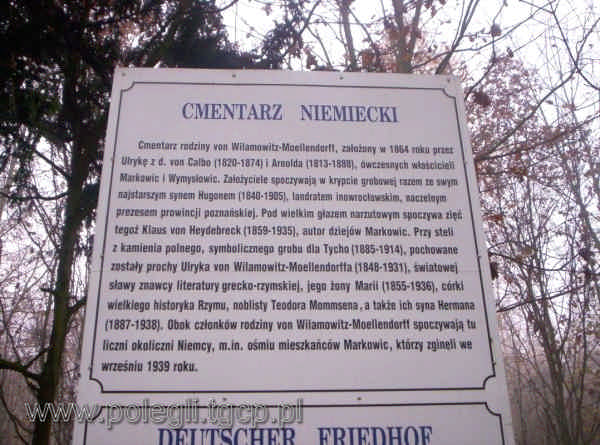 CMENTARZ NIEMIECKI
Cmentarz rodziny von Wilamowitz-Moellendorff, założony w 1864 roku przez
Ulrykę z d. von Calbo (1820-1874) i Arnolda (1813-1888), ówczesnych właścicieli
Markowic i Wymysłowic. Założyciele spoczywają w krypcie grobowej razem ze swym
najstarszym synem Hugonem (1840-1905), landratem inowrocławskim, naczelnym
prezesem prowincji poznańskiej. Pod wielkim głazem narzutowym spoczywa zięć
tegoż Klaus von Heydebreck (1859-1935), autor dziejów Markowic. Przy steli
z kamienia polnego, symbolicznego grobu dla Tycho (1885-1914), pochowane
zostały prochy Ulryka von Wilamowitz-Moellendorffa (1848-1931), światowej
sławy znawcy literatury grecko-rzymskiej, jego żony Marii (1855-1936), córki
wielkiego historyka Rzymu, noblisty Teodora Mommsena, a także ich syna Hermana
(1887-1938). Obok członków rodziny von Wilamowitz-Moellendorff spoczywają tu
liczni okoliczni Niemcy, m.in. ośmiu mieszkańców Markowic, którzy zginęli we
wrześniu 1939 roku.
www.polegli.tgcp.pl
DEUTSCHER FRIEDHOF